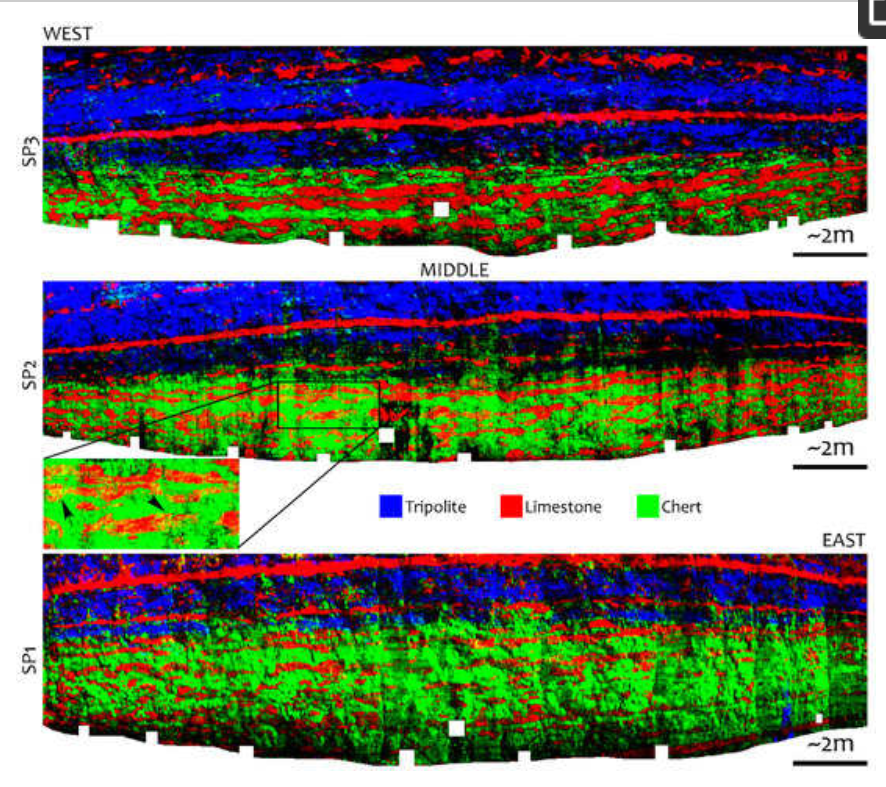 WEST
SP3
~2m
MIDDLE
SP2
~2m
Tripolite
Limestone
Chert
EAST
SP1
~2m